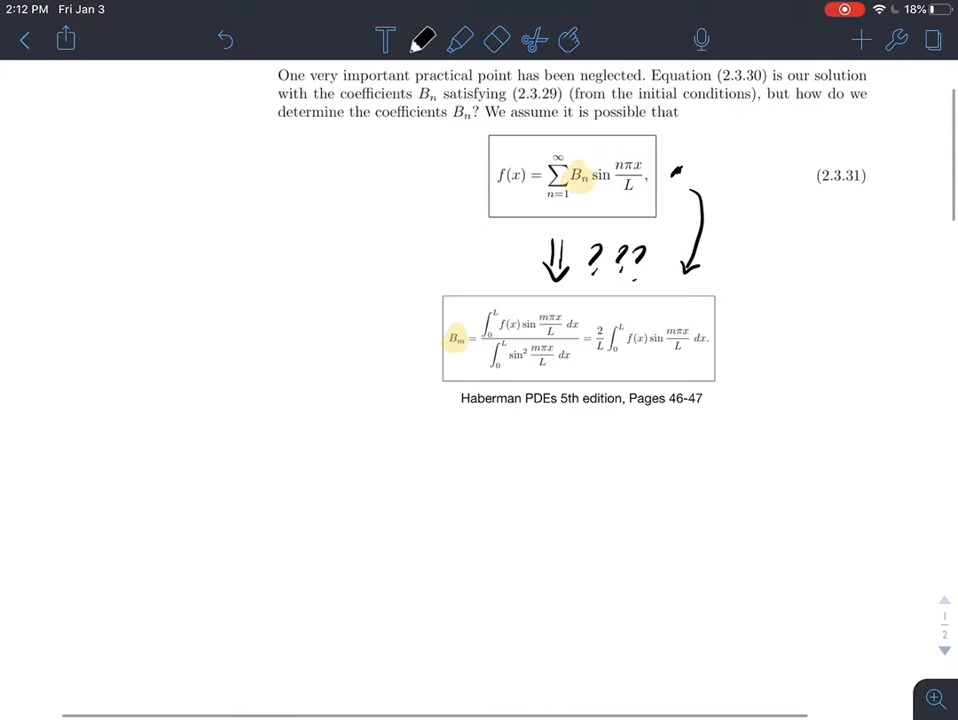 2:12 PM Fri Jan 3
18%
T
One very important practical point has been neglected. Equation (2.3.30) is our solution
with the coefficients Bₙ satisfying (2.3.29) (from the initial conditions), but how do we
determine the coefficients Bₙ? We assume it is possible that
f(x) = ∑_{n=1}^{∞} Bₙ sin nπx/L, (2.3.31)
⇓ ? ? ?
Bₘ = ∫₀ᴸ f(x) sin mπx/L dx / ∫₀ᴸ sin² mπx/L dx = 2/L ∫₀ᴸ f(x) sin mπx/L dx.
Haberman PDEs 5th edition, Pages 46-47
1
2